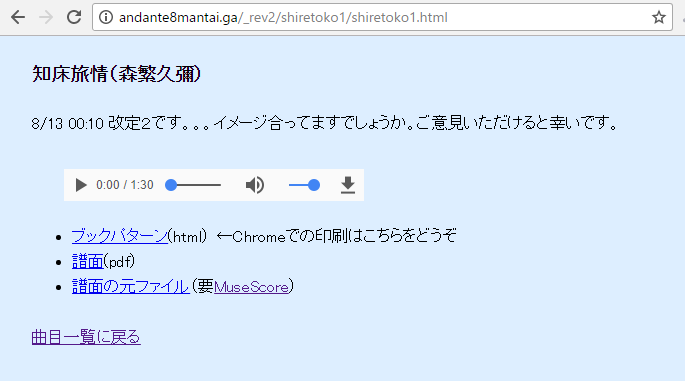 andante8mantai.ga/_rev2/shiretoko1/shiretoko1.html
知床旅情（森繁久彌）
8/13 00:10 改定２です。。。イメージ合ってますでしょうか。ご意見いただけると幸いです。
0:00 / 1:30
ブックパターン(html) ←Chromeでの印刷はこちらをどうぞ
譜面(pdf)
譜面の元ファイル（要MuseScore）
曲目一覧に戻る